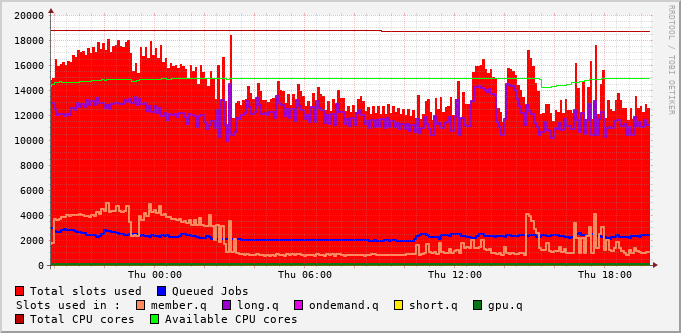 20000
18000
16000
14000
12000
10000
8000
6000
4000
2000
0
Thu 00:00 Thu 06:00 Thu 12:00 Thu 18:00
RRDTOOL / TOBI OETIKER
Total slots used Queued Jobs
Slots used in : member.q long.q ondemand.q short.q gpu.q
Total CPU cores Available CPU cores